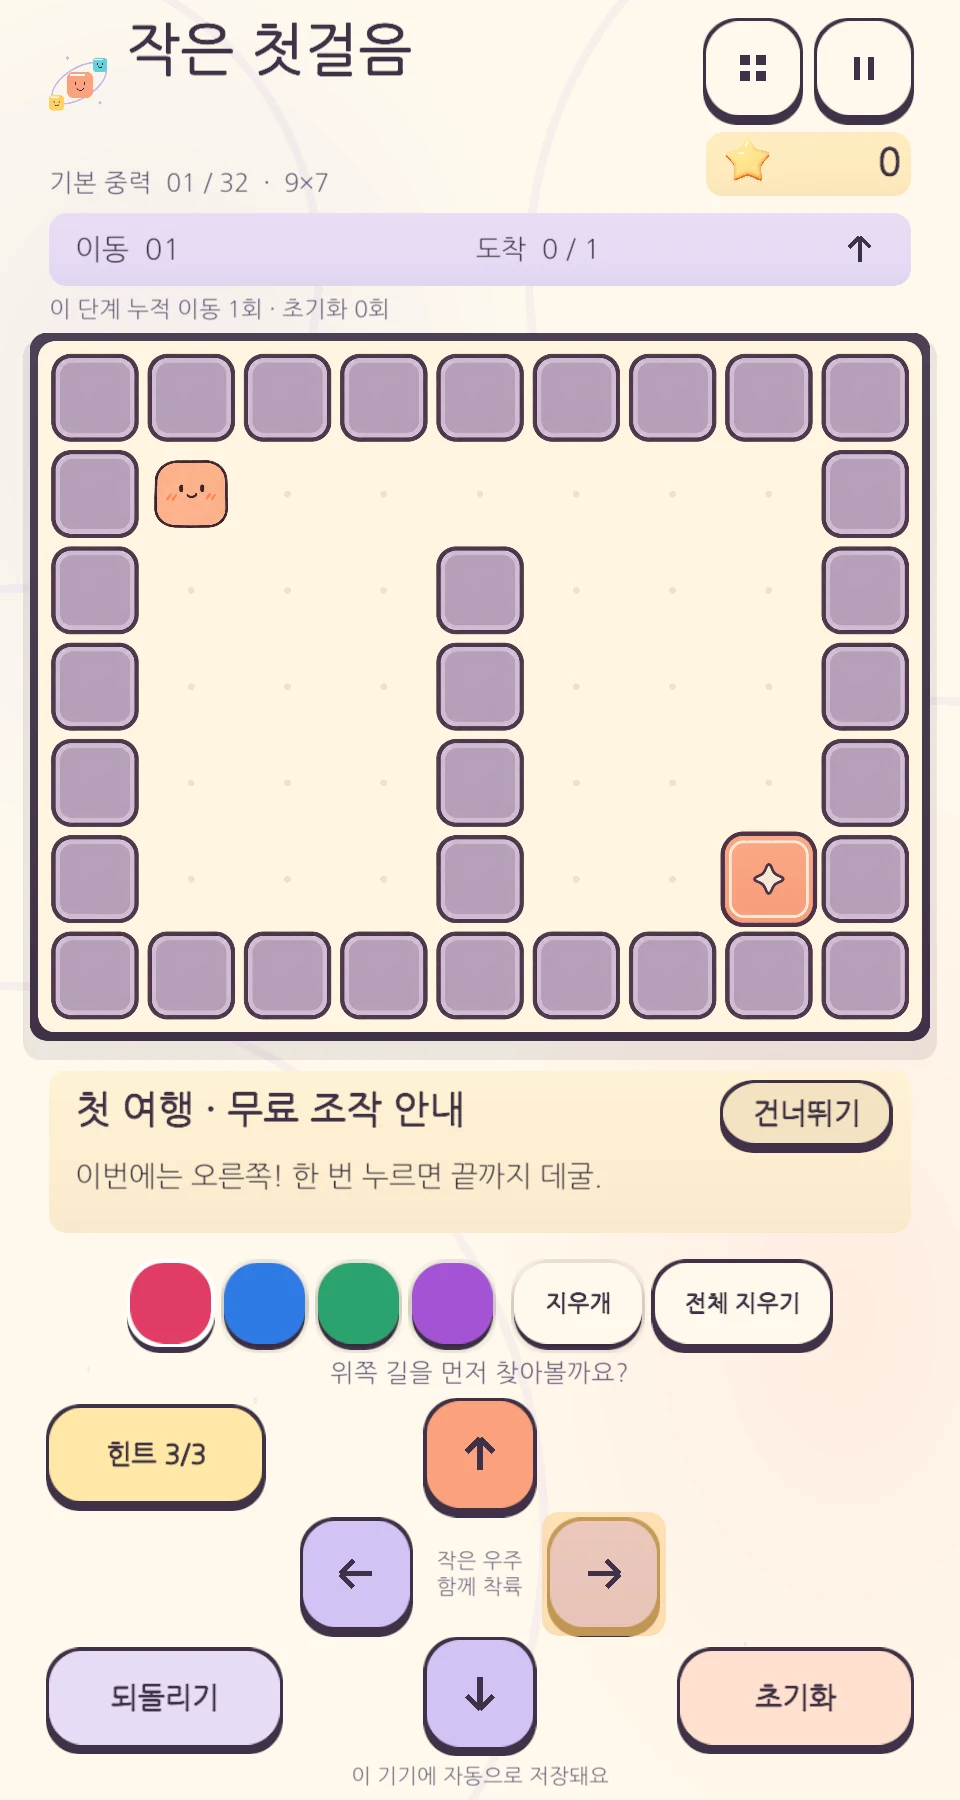 작은 첫걸음
0
기본 중력 01 / 32 · 9×7
이동 01 도착 0 / 1 ↑
이 단계 누적 이동 1회 · 초기화 0회
첫 여행 · 무료 조작 안내
건너뛰기
이번에는 오른쪽! 한 번 누르면 끝까지 데굴.
지우개 전체 지우기
위쪽 길을 먼저 찾아볼까요?
힌트 3/3
↑
←
작은 우주
함께 착륙
→
되돌리기
↓
초기화
이 기기에 자동으로 저장돼요